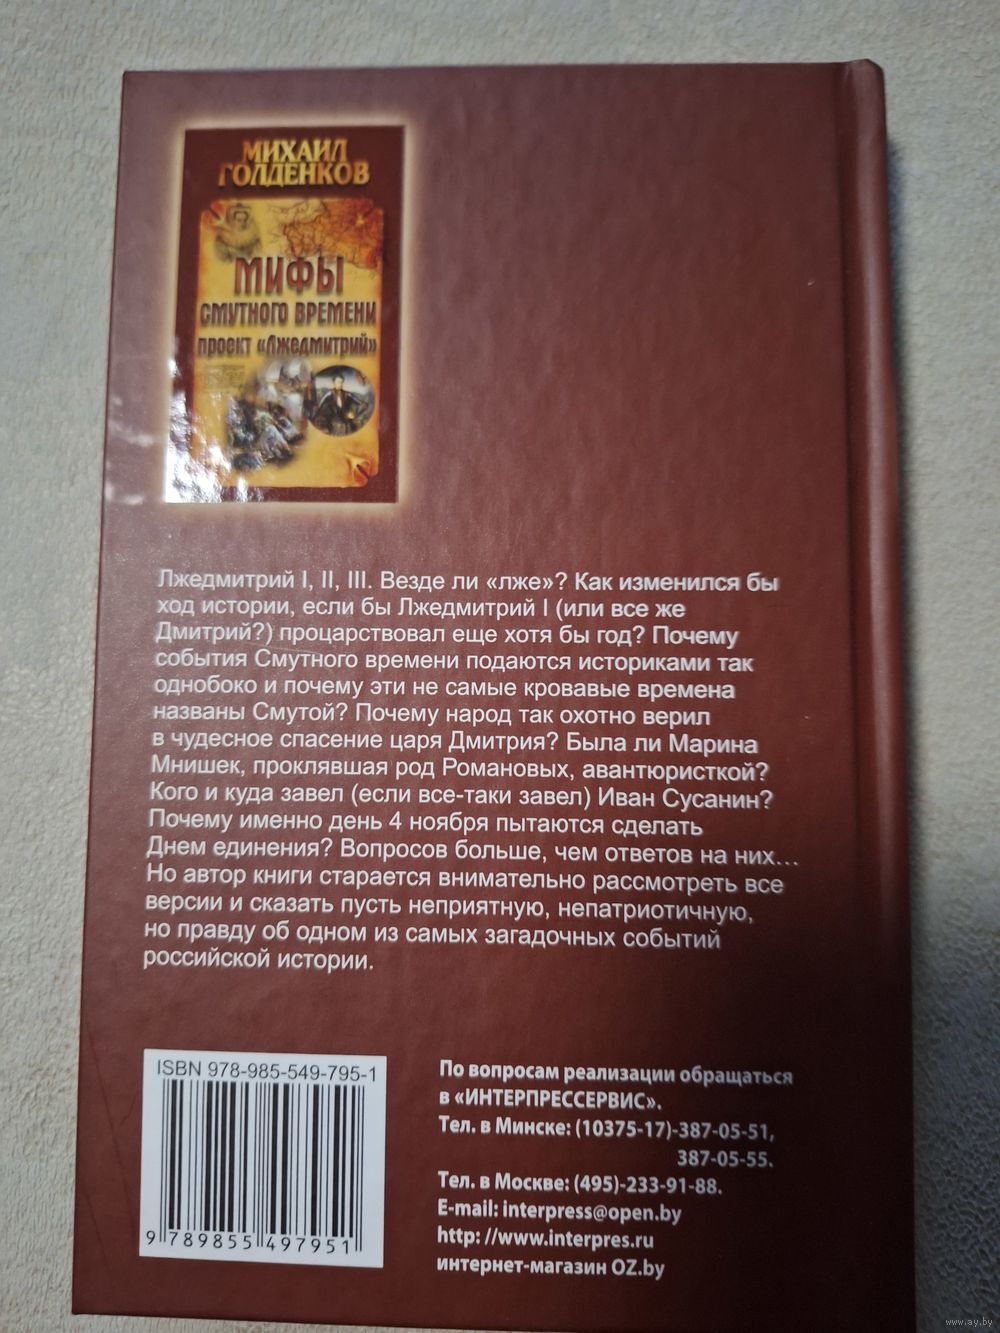 МИХАИЛ
ГОЛДЕНКОВ
МИФЫ
СМУТНОГО ВРЕМЕНИ
проект «Лжедмитрий»
Лжедмитрий I, II, III. Везде ли «лже»? Как изменился бы
ход истории, если бы Лжедмитрий I (или все же
Дмитрий?) процарствовал еще хотя бы год? Почему
события Смутного времени подаются историками так
однобоко и почему эти не самые кровавые времена
названы Смутой? Почему народ так охотно верил
в чудесное спасение царя Дмитрия? Была ли Марина
Мнишек, проклявшая род Романовых, авантюристкой?
Кого и куда завел (если все-таки завел) Иван Сусанин?
Почему именно день 4 ноября пытаются сделать
Днем единения? Вопросов больше, чем ответов на них...
Но автор книги старается внимательно рассмотреть все
версии и сказать пусть неприятную, непатриотичную,
но правду об одном из самых загадочных событий
российской истории.
ISBN 978-985-549-795-1
9 789855 497951
По вопросам реализации обращаться
в «ИНТЕРПРЕССЕРВИС».
Тел. в Минске: (10375-17)-387-05-51,
387-05-55.
Тел. в Москве: (495)-233-91-88.
E-mail: interpress@open.by
http: //www.interpres.ru
интернет-магазин OZ.by
www.ay.by